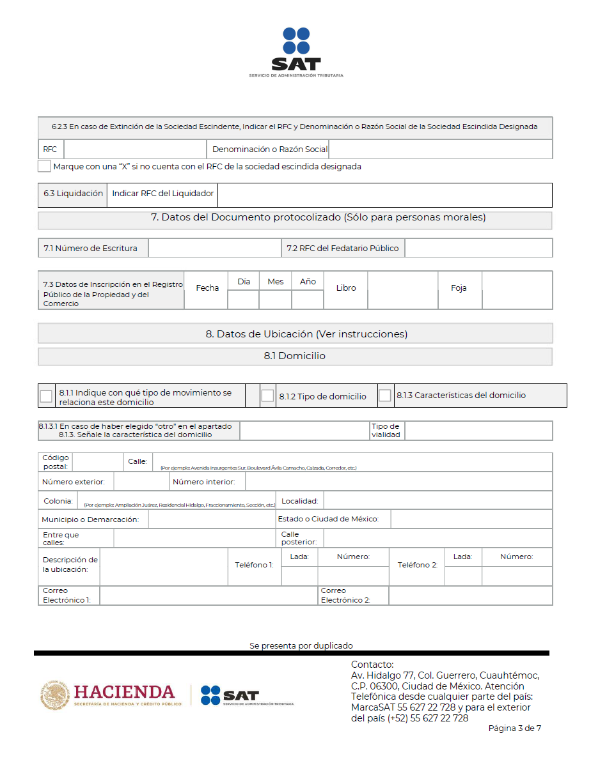 SAT
SERVICIO DE ADMINISTRACIÓN TRIBUTARIA
6.2.3 En caso de Extinción de la Sociedad Escindente, Indicar el RFC y Denominación o Razón Social de la Sociedad Escindida Designada
RFC
Denominación o Razón Social
Marque con una “X” si no cuenta con el RFC de la sociedad escindida designada
6.3 Liquidación
Indicar RFC del Liquidador
7. Datos del Documento protocolizado (Sólo para personas morales)
7.1 Número de Escritura
7.2 RFC del Fedatario Público
7.3 Datos de Inscripción en el Registro
Público de la Propiedad y del
Comercio
Fecha
Día
Mes
Año
Libro
Foja
8. Datos de Ubicación (Ver instrucciones)
8.1 Domicilio
8.1.1 Indique con qué tipo de movimiento se
relaciona este domicilio
8.1.2 Tipo de domicilio
8.1.3 Características del domicilio
8.1.3.1 En caso de haber elegido “otro” en el apartado
8.1.3. Señale la característica del domicilio
Tipo de
vialidad
Código
postal:
Calle:
(Por ejemplo: Avenida Insurgentes Sur, Boulevard Ávila Camacho, Calzada, Corredor, etc.)
Número exterior:
Número interior:
Colonia:
(Por ejemplo: Ampliación Juárez, Residencial Hidalgo, Fraccionamiento, Sección, etc.)
Localidad:
Municipio o Demarcación:
Estado o Ciudad de México:
Entre que
calles:
Calle
posterior:
Descripción de
la ubicación:
Teléfono 1:
Lada:
Número:
Teléfono 2:
Lada:
Número:
Correo
Electrónico 1:
Correo
Electrónico 2:
Se presenta por duplicado
HACIENDA
SECRETARÍA DE HACIENDA Y CRÉDITO PÚBLICO
SAT
SERVICIO DE ADMINISTRACIÓN TRIBUTARIA
Contacto:
Av. Hidalgo 77, Col. Guerrero, Cuauhtémoc,
C.P. 06300, Ciudad de México. Atención
Telefónica desde cualquier parte del país:
MarcaSAT 55 627 22 728 y para el exterior
del país (+52) 55 627 22 728
Página 3 de 7